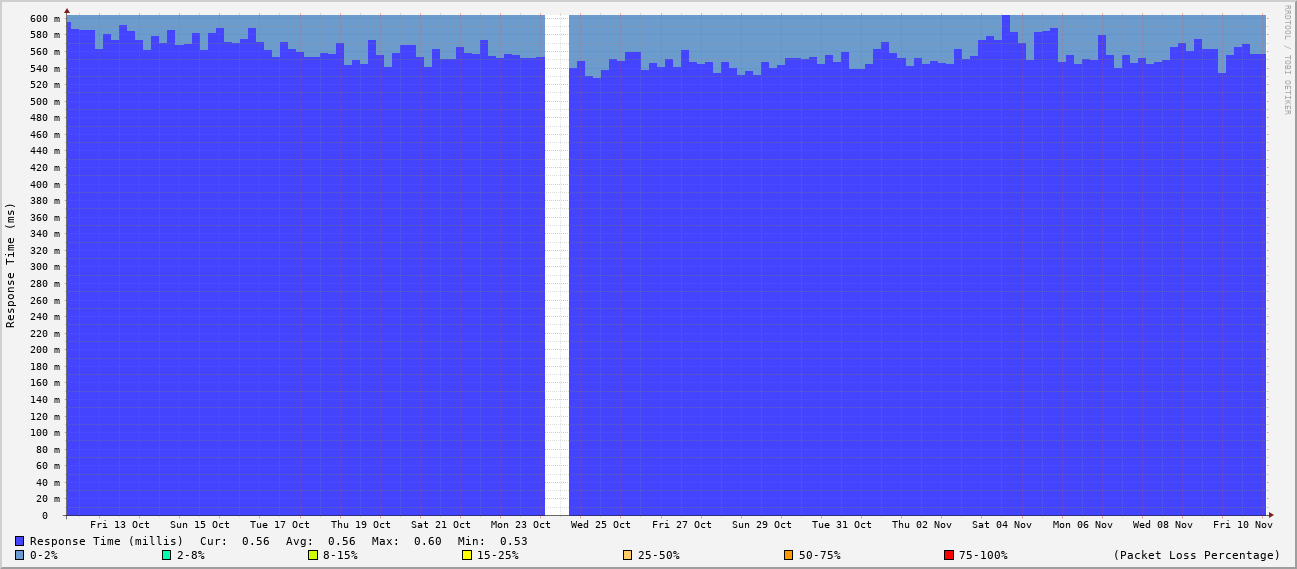 600 m
580 m
560 m
540 m
520 m
500 m
480 m
460 m
440 m
420 m
400 m
380 m
360 m
340 m
320 m
300 m
280 m
260 m
240 m
220 m
200 m
180 m
160 m
140 m
120 m
100 m
80 m
60 m
40 m
20 m
0
Response Time (ms)
RRDTOOL / TOBI OETIKER
Fri 13 Oct Sun 15 Oct Tue 17 Oct Thu 19 Oct Sat 21 Oct Mon 23 Oct Wed 25 Oct Fri 27 Oct Sun 29 Oct Tue 31 Oct Thu 02 Nov Sat 04 Nov Mon 06 Nov Wed 08 Nov Fri 10 Nov
Response Time (millis) Cur: 0.56 Avg: 0.56 Max: 0.60 Min: 0.53
0-2% 2-8% 8-15% 15-25% 25-50% 50-75% 75-100% (Packet Loss Percentage)